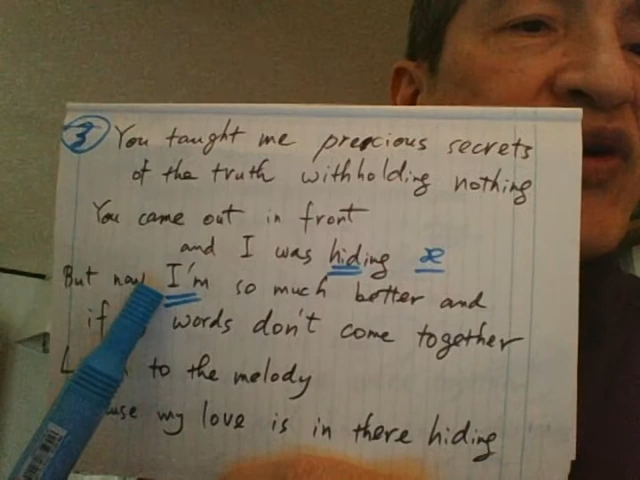 3 You taught me precious secrets
of the truth withholding nothing
You came out in front
and I was hiding æ
But now I'm so much better and
if words don't come together
to the melody
my love is in there hiding